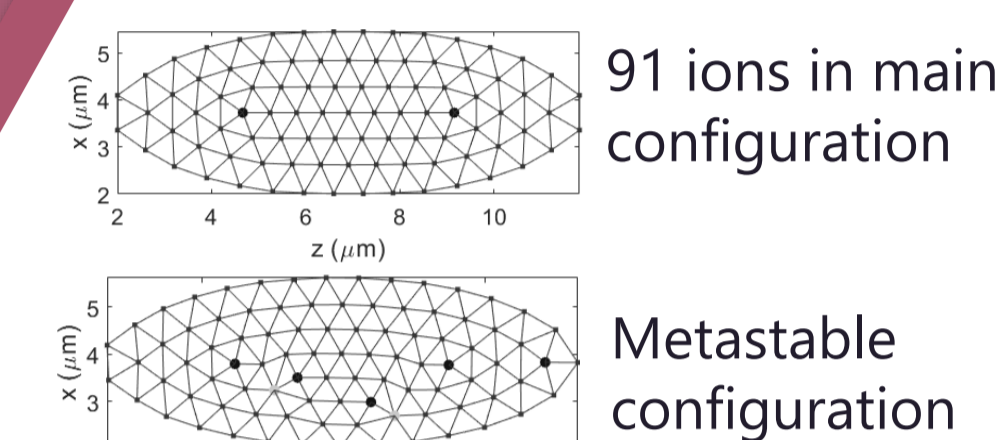 5
4
3
2
x (μm)
2 4 6 8 10
z (μm)
91 ions in main
configuration
5
4
3
x (μm)
Metastable
configuration